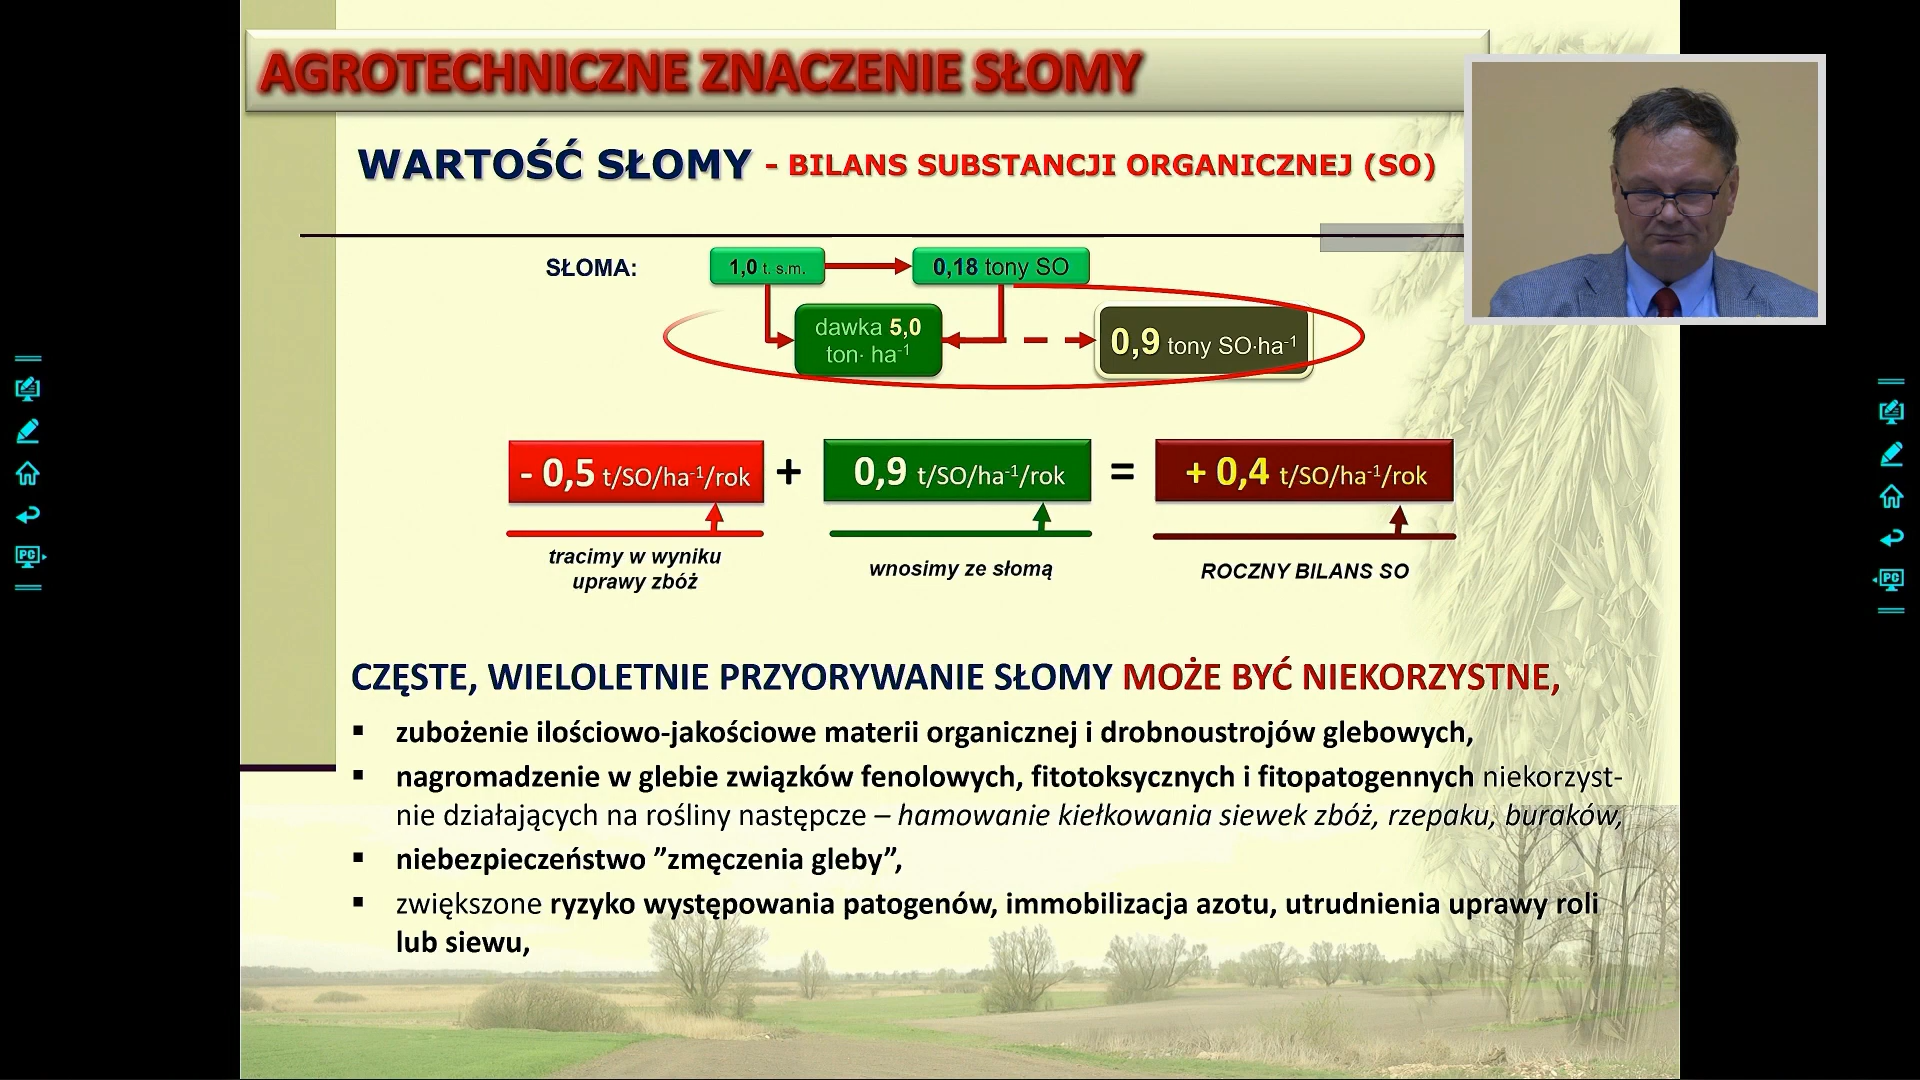 AGROTECHNICZNE ZNACZENIE SŁOMY
WARTOŚĆ SŁOMY - BILANS SUBSTANCJI ORGANICZNEJ (SO)
SŁOMA:
1,0 t. s.m.
0,18 tony SO
dawka 5,0
ton· ha-1
0,9 tony SO·ha-1
- 0,5 t/SO/ha-1/rok + 0,9 t/SO/ha-1/rok = + 0,4 t/SO/ha-1/rok
tracimy w wyniku
uprawy zbóż
wnosimy ze słomą
ROCZNY BILANS SO
CZĘSTE, WIELOLETNIE PRZYORYWANIE SŁOMY MOŻE BYĆ NIEKORZYSTNE,
▪ zubożenie ilościowo-jakościowe materii organicznej i drobnoustrojów glebowych,
▪ nagromadzenie w glebie związków fenolowych, fitotoksycznych i fitopatogennych niekorzyst-
nie działających na rośliny następcze – hamowanie kiełkowania siewek zbóż, rzepaku, buraków,
▪ niebezpieczeństwo ”zmęczenia gleby”,
▪ zwiększone ryzyko występowania patogenów, immobilizacja azotu, utrudnienia uprawy roli
lub siewu,
PC
PC